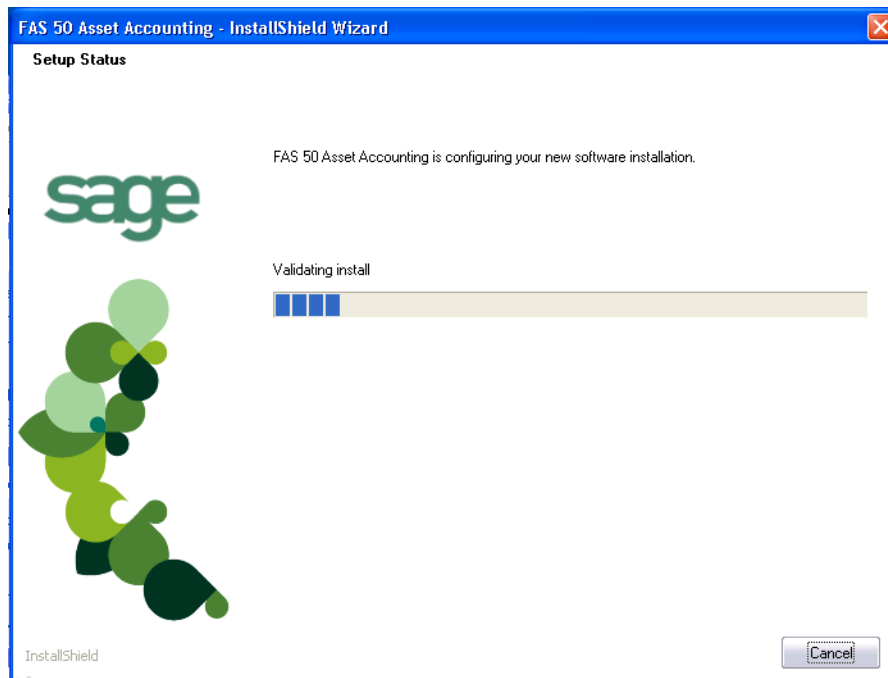 FAS 50 Asset Accounting - InstallShield Wizard
Setup Status
FAS 50 Asset Accounting is configuring your new software installation.
sage
Validating install
InstallShield
Cancel